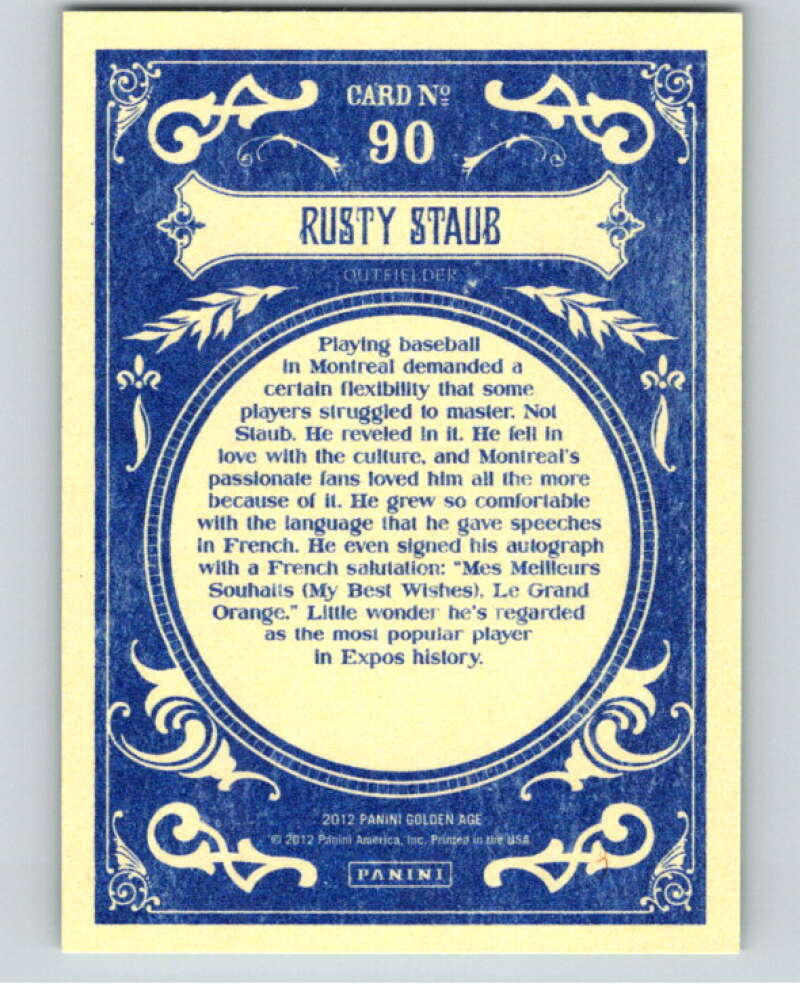 CARD Nº
90
RUSTY STAUB
OUTFIELDER
Playing baseball
in Montreal demanded a
certain flexibility that some
players struggled to master. Not
Staub. He reveled in it. He fell in
love with the culture, and Montreal's
passionate fans loved him all the more
because of it. He grew so comfortable
with the language that he gave speeches
in French. He even signed his autograph
with a French salutation: "Mes Meilleurs
Souhaits (My Best Wishes), Le Grand
Orange." Little wonder he's regarded
as the most popular player
in Expos history.
2012 PANINI GOLDEN AGE
© 2012 Panini America, Inc. Printed in the USA
PANINI